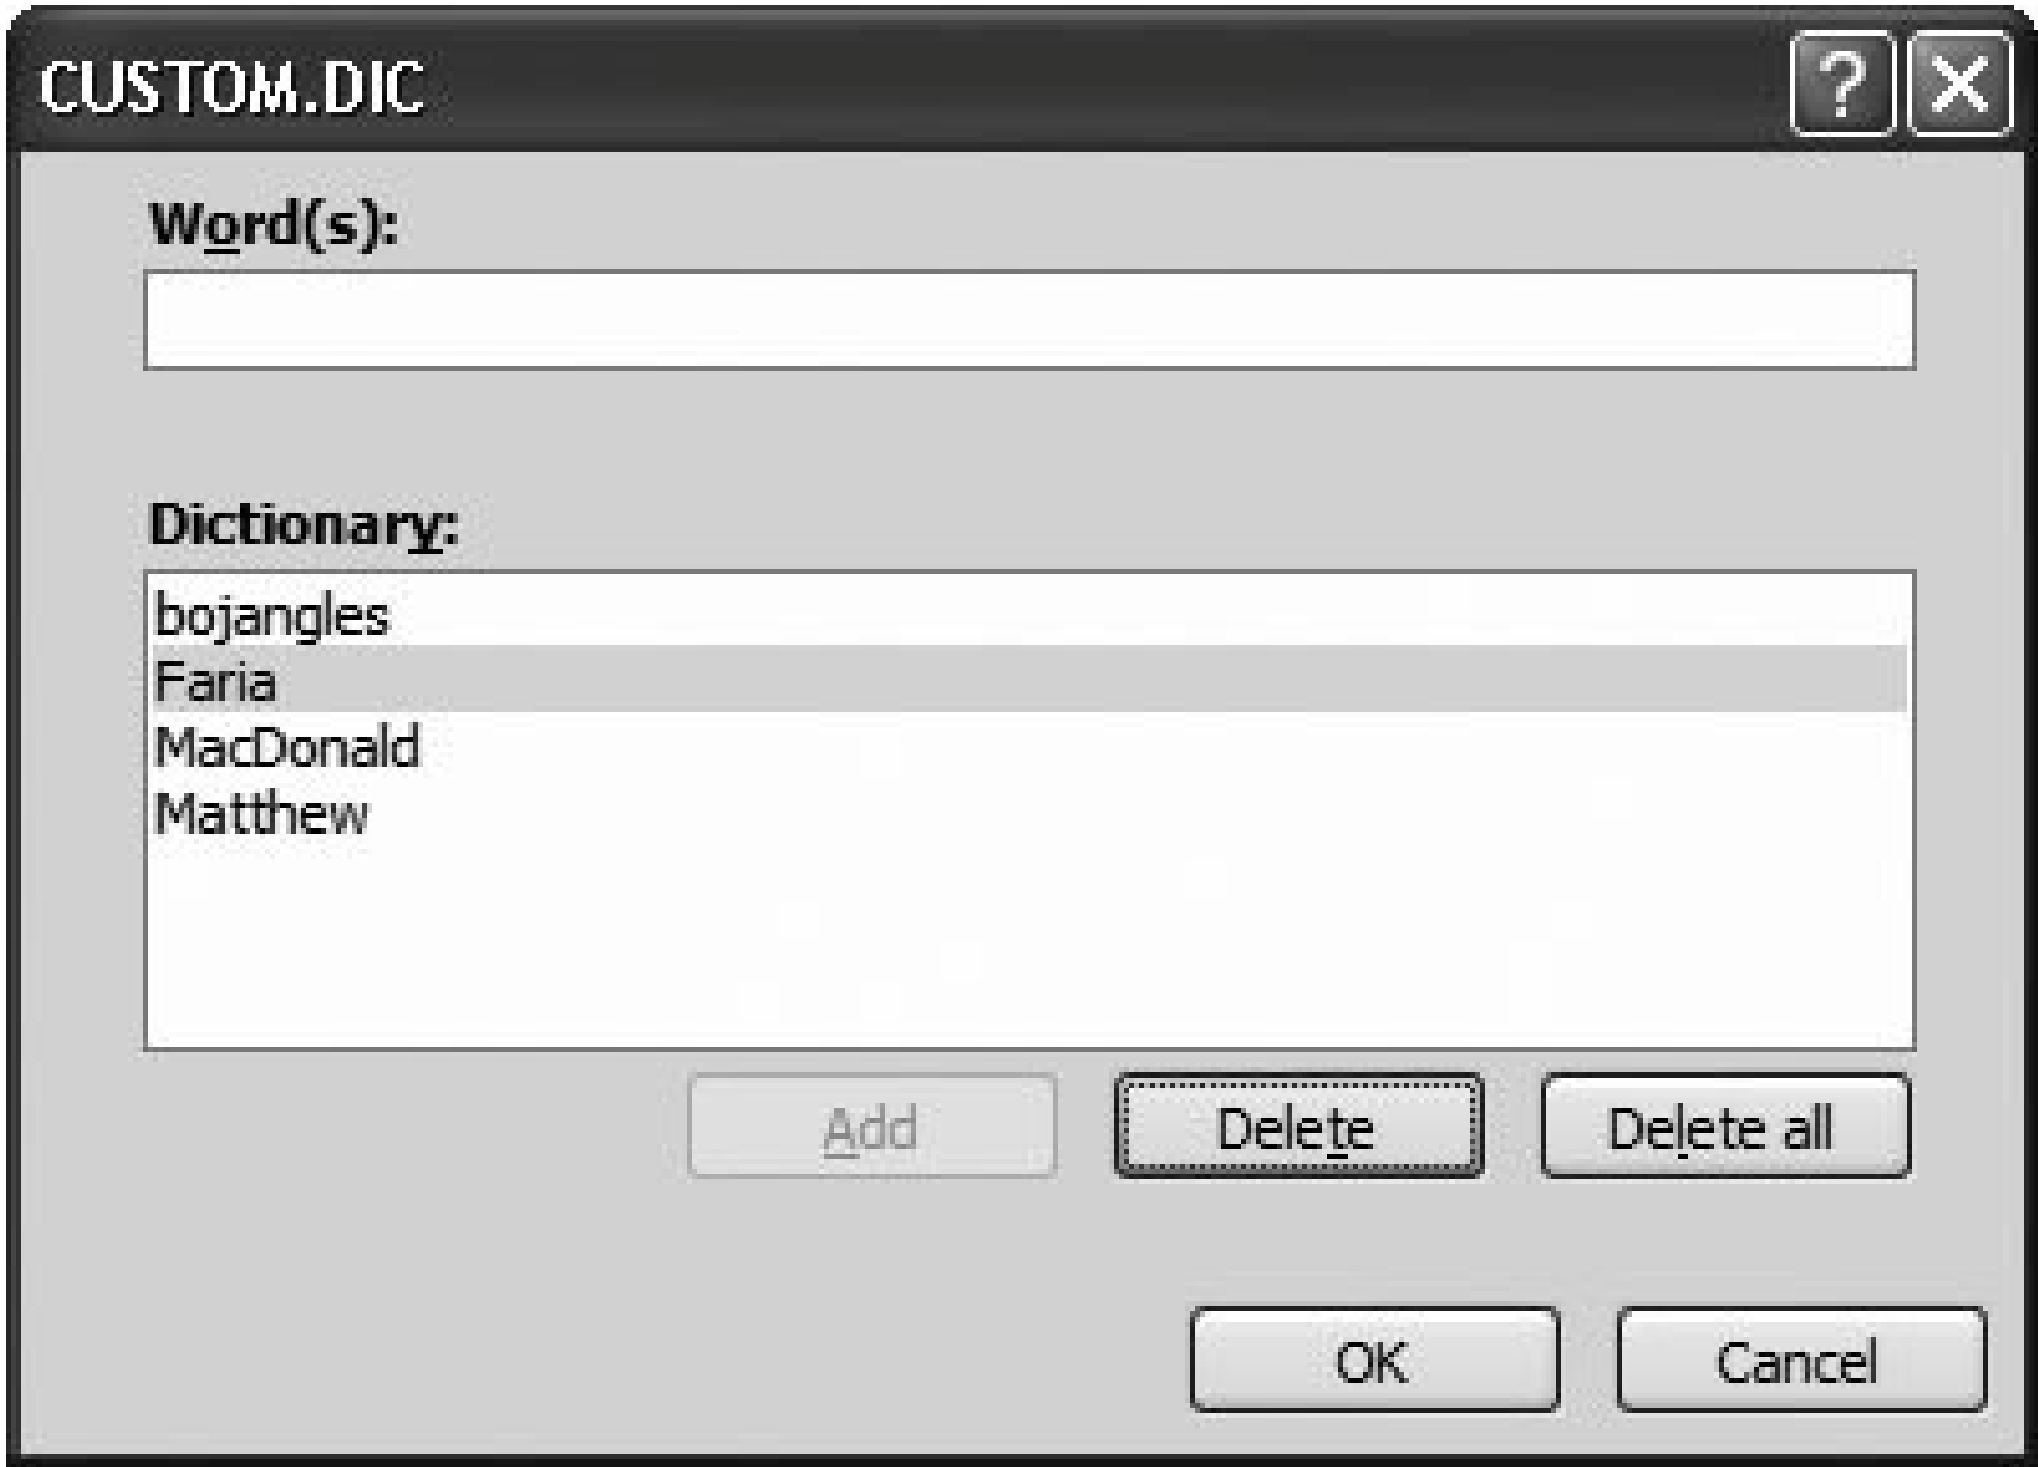 CUSTOM.DIC
Word(s):
Dictionary:
bojangles
Faria
MacDonald
Matthew
Add Delete Delete all
OK Cancel